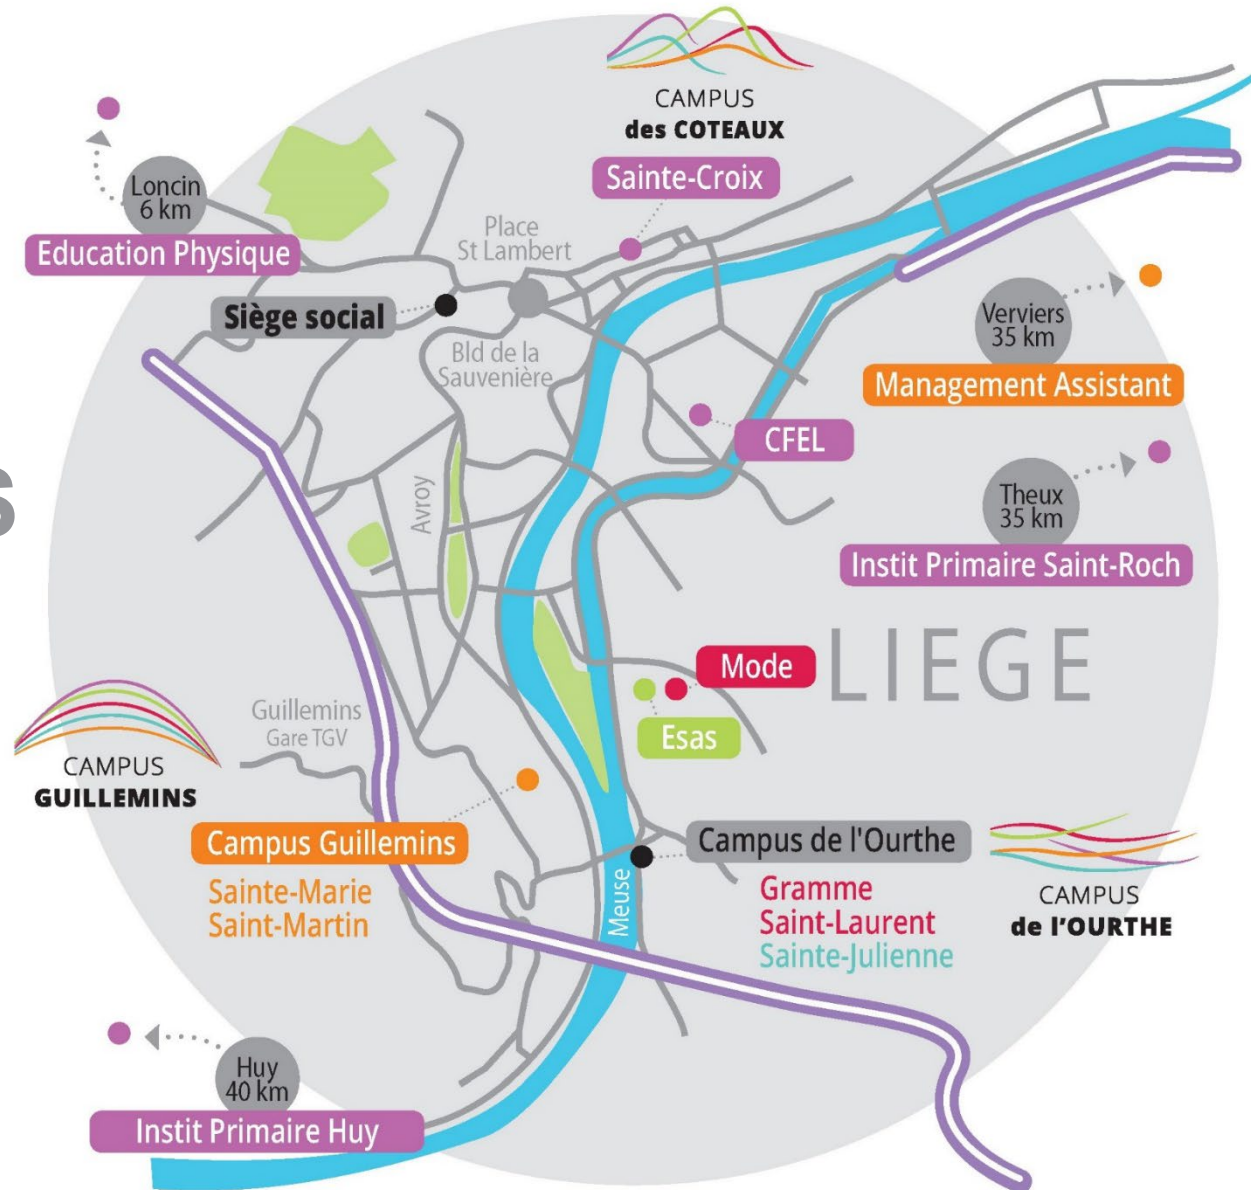 CAMPUS
des COTEAUX
Sainte-Croix
Loncin
6 km
Education Physique
Place
St Lambert
Siège social
Bld de la
Sauvenière
Verviers
35 km
Management Assistant
CFEL
Avroy
S
Theux
35 km
Instit Primaire Saint-Roch
LIEGE
Mode
Esas
Guillemins
Gare TGV
CAMPUS
GUILLEMINS
Campus Guillemins
Sainte-Marie
Saint-Martin
Meuse
Campus de l'Ourthe
Gramme
Saint-Laurent
Sainte-Julienne
CAMPUS
de l'OURTHE
Huy
40 km
Instit Primaire Huy